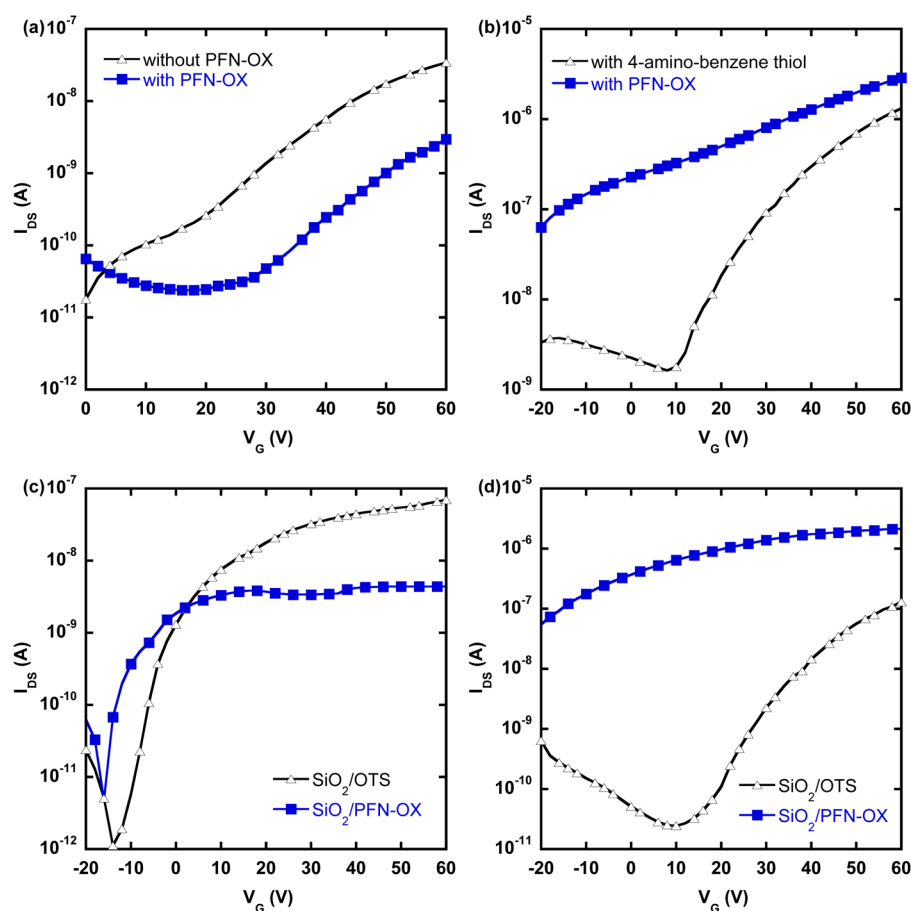 (a)
10⁻⁷
without PFN-OX
with PFN-OX
10⁻⁸
10⁻⁹
10⁻¹⁰
10⁻¹¹
10⁻¹²
I_DS (A)
0 10 20 30 40 50 60
V_G (V)
(b)
10⁻⁵
with 4-amino-benzene thiol
with PFN-OX
10⁻⁶
10⁻⁷
10⁻⁸
10⁻⁹
I_DS (A)
-20 -10 0 10 20 30 40 50 60
V_G (V)
(c)
10⁻⁷
10⁻⁸
10⁻⁹
10⁻¹⁰
10⁻¹¹
10⁻¹²
I_DS (A)
SiO₂/OTS
SiO₂/PFN-OX
-20 -10 0 10 20 30 40 50 60
V_G (V)
(d)
10⁻⁵
10⁻⁶
10⁻⁷
10⁻⁸
10⁻⁹
10⁻¹⁰
10⁻¹¹
I_DS (A)
SiO₂/OTS
SiO₂/PFN-OX
-20 -10 0 10 20 30 40 50 60
V_G (V)